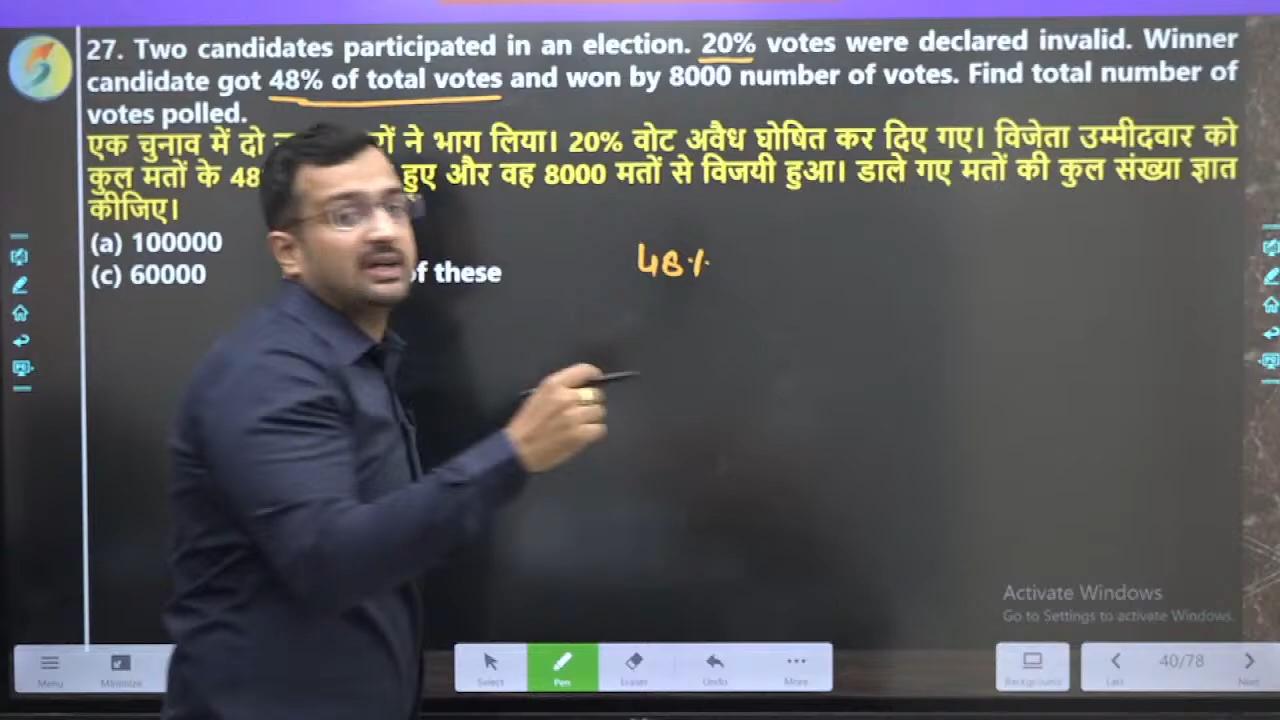 27. Two candidates participated in an election. 20% votes were declared invalid. Winner
candidate got 48% of total votes and won by 8000 number of votes. Find total number of
votes polled.
एक चुनाव में दो ने भाग लिया। 20% वोट अवैध घोषित कर दिए गए। विजेता उम्मीदवार को
कुल मतों के 48 हुए और वह 8000 मतों से विजयी हुआ। डाले गए मतों की कुल संख्या ज्ञात
कीजिए।
(a) 100000
(c) 60000 of these
48%
Activate Windows
Go to Settings to activate Windows.
Menu Minimize Select Pen Eraser Undo More Background Last 40/78 Next